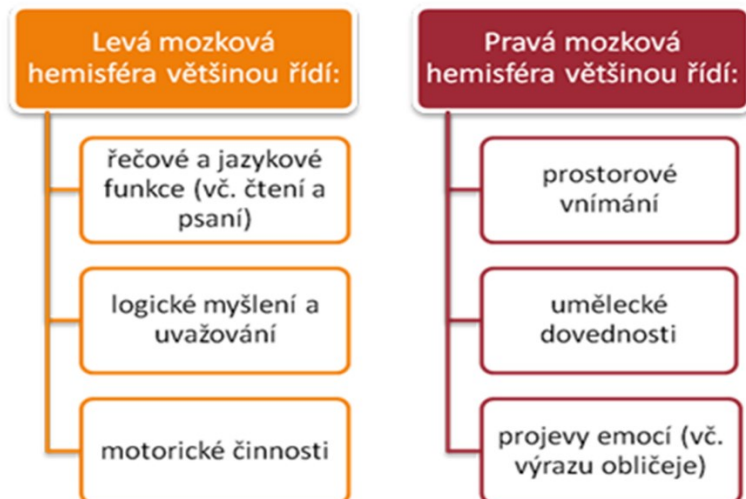 Levá mozková
hemisféra většinou řídí:
řečové a jazykové
funkce (vč. čtení a
psaní)
logické myšlení a
uvažování
motorické činnosti
Pravá mozková
hemisféra většinou řídí:
prostorové
vnímání
umělecké
dovednosti
projevy emocí (vč.
výrazu obličeje)